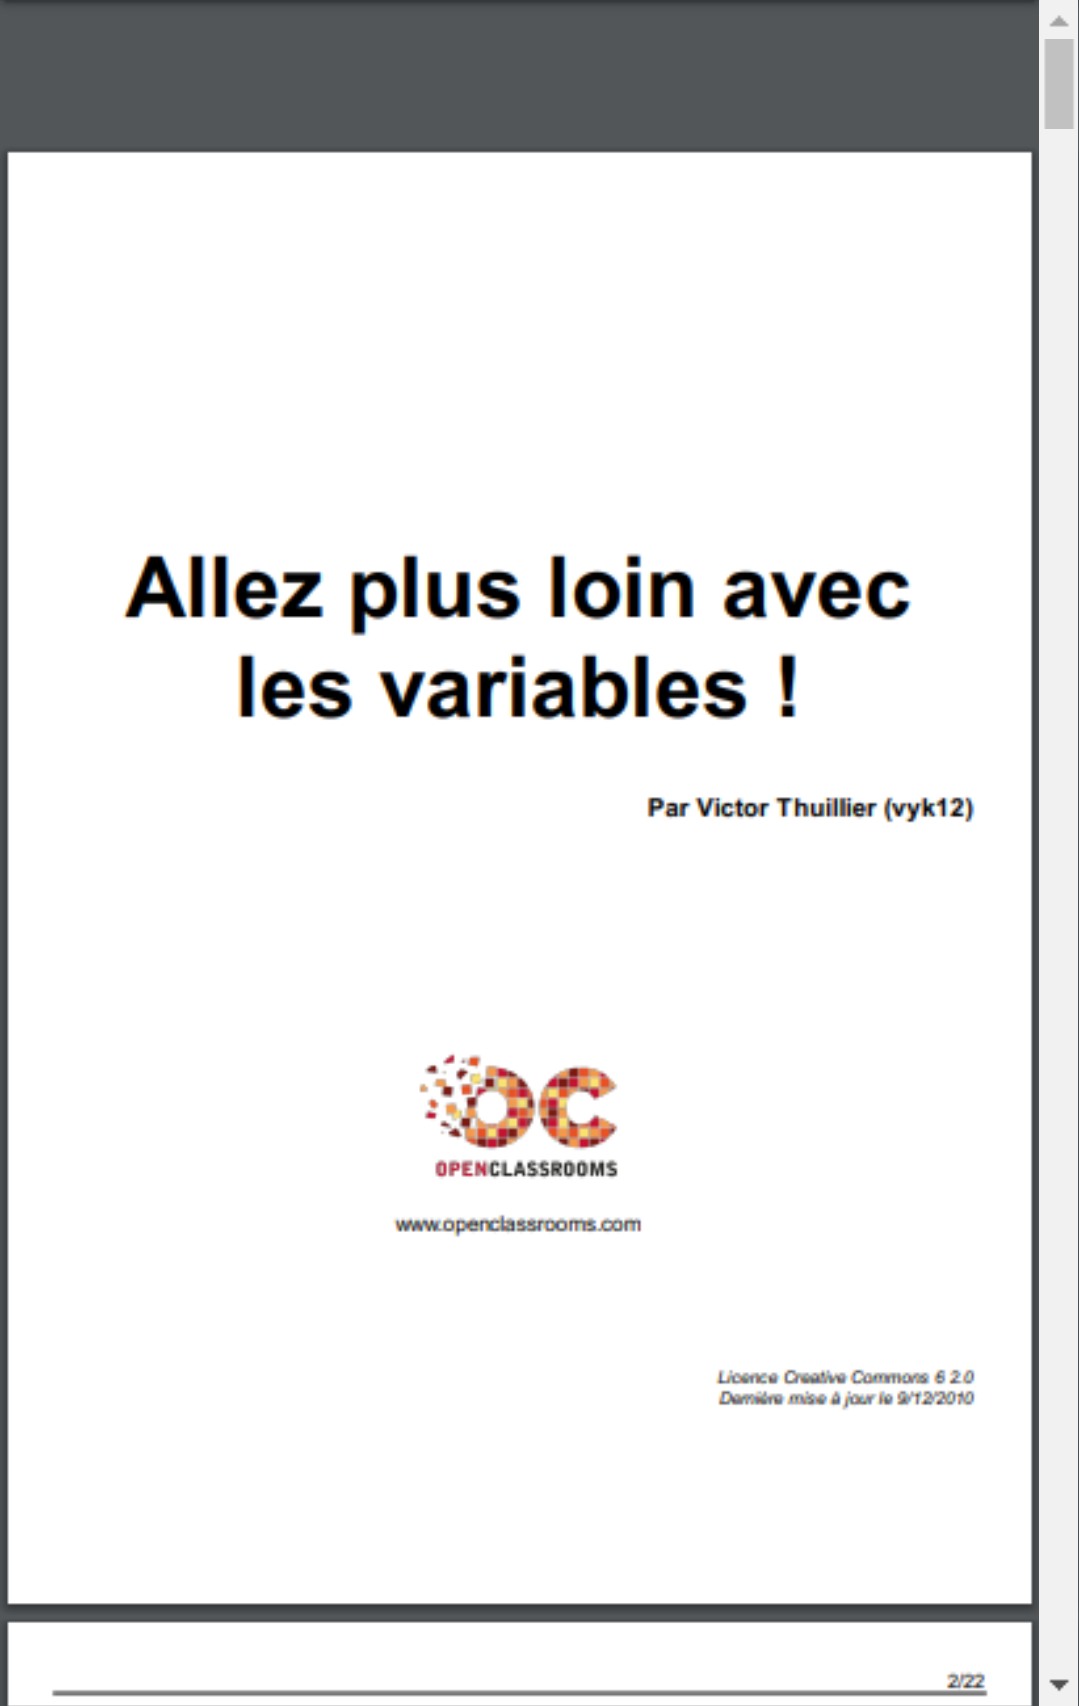 Allez plus loin avec
les variables !
Par Victor Thuillier (vyk12)
OC
OPENCLASSROOMS
www.openclassrooms.com
Licence Creative Commons 6 2.0
Dernière mise à jour le 9/12/2010
2/22